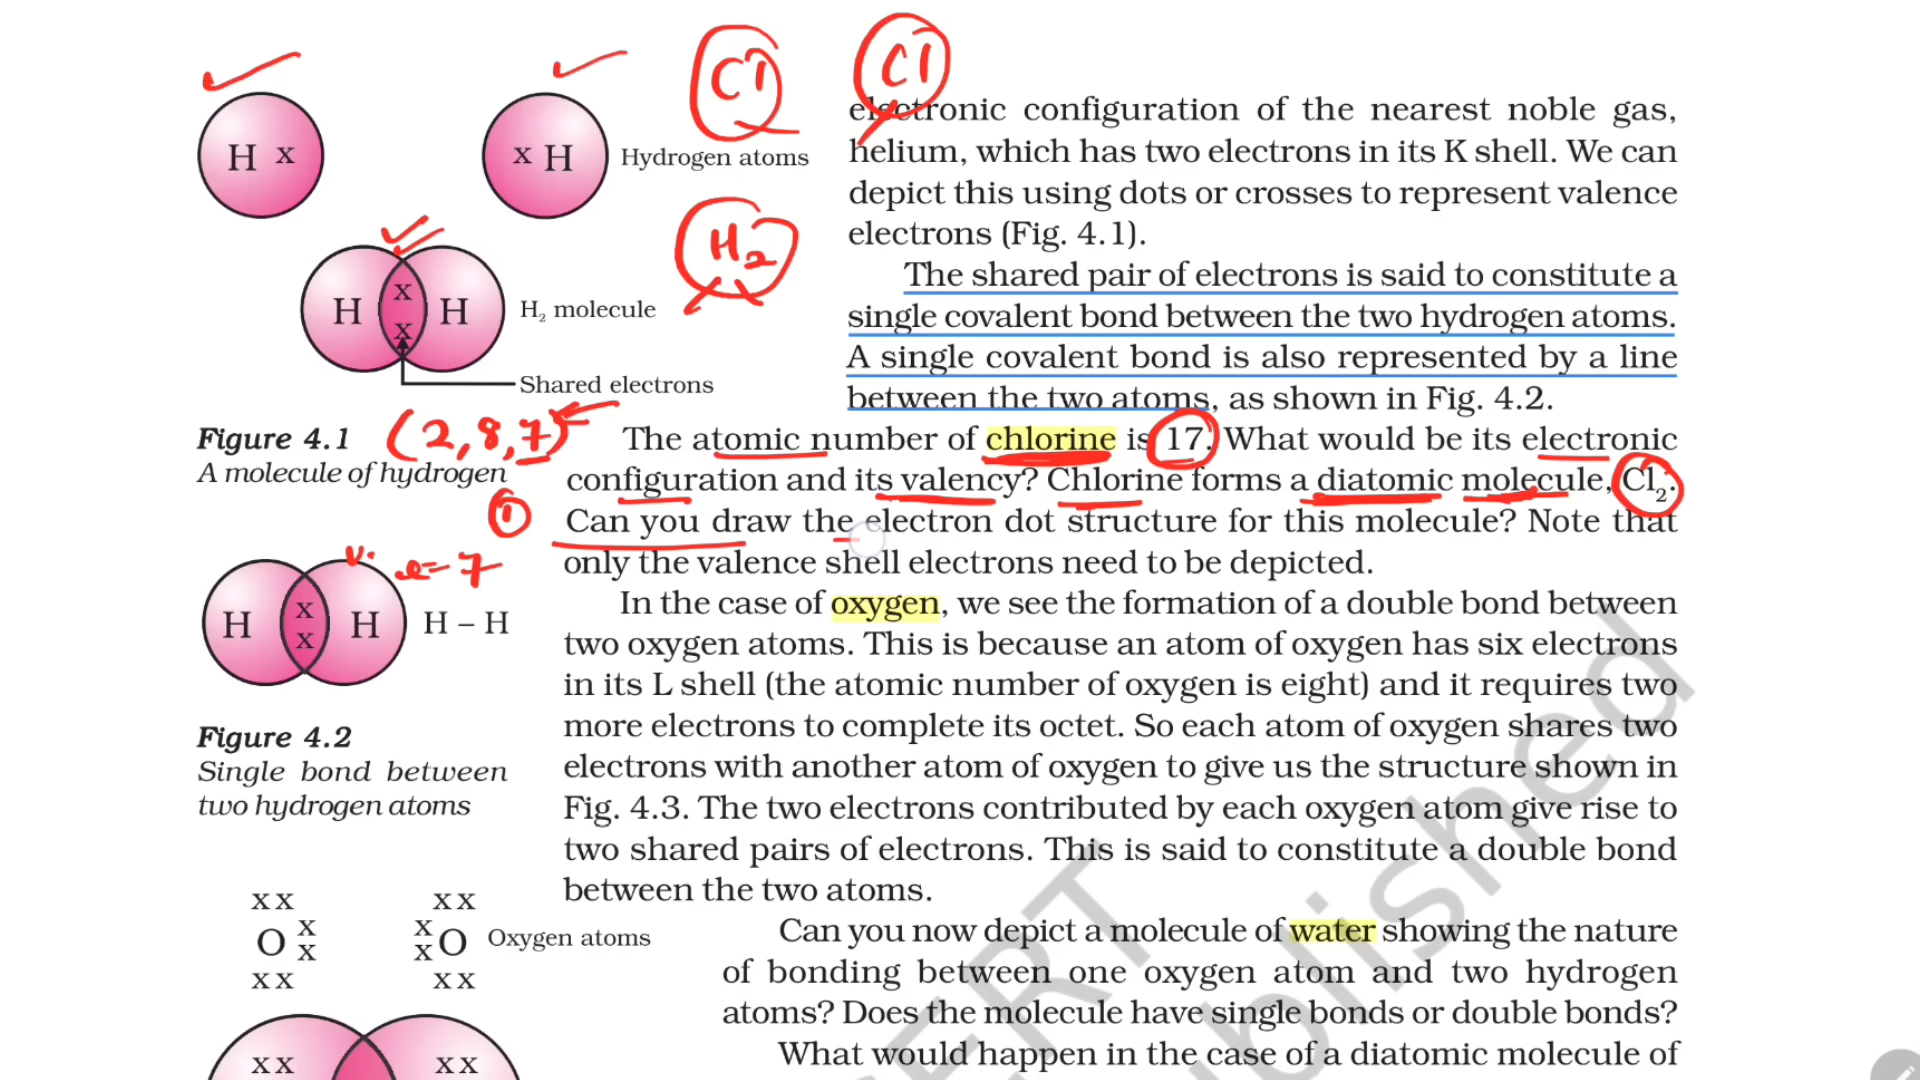 Cl Cl
H x x H Hydrogen atoms
H x x H H₂ molecule
H₂
Shared electrons
Figure 4.1
A molecule of hydrogen
(2,8,7)
1
v. e = 7
H x x H H – H
Figure 4.2
Single bond between
two hydrogen atoms
x x x x
O x x x x O Oxygen atoms
x x x x
x x x x
electronic configuration of the nearest noble gas,
helium, which has two electrons in its K shell. We can
depict this using dots or crosses to represent valence
electrons (Fig. 4.1).
The shared pair of electrons is said to constitute a
single covalent bond between the two hydrogen atoms.
A single covalent bond is also represented by a line
between the two atoms, as shown in Fig. 4.2.
The atomic number of chlorine is 17. What would be its electronic
configuration and its valency? Chlorine forms a diatomic molecule, Cl₂.
Can you draw the electron dot structure for this molecule? Note that
only the valence shell electrons need to be depicted.
In the case of oxygen, we see the formation of a double bond between
two oxygen atoms. This is because an atom of oxygen has six electrons
in its L shell (the atomic number of oxygen is eight) and it requires two
more electrons to complete its octet. So each atom of oxygen shares two
electrons with another atom of oxygen to give us the structure shown in
Fig. 4.3. The two electrons contributed by each oxygen atom give rise to
two shared pairs of electrons. This is said to constitute a double bond
between the two atoms.
Can you now depict a molecule of water showing the nature
of bonding between one oxygen atom and two hydrogen
atoms? Does the molecule have single bonds or double bonds?
What would happen in the case of a diatomic molecule of